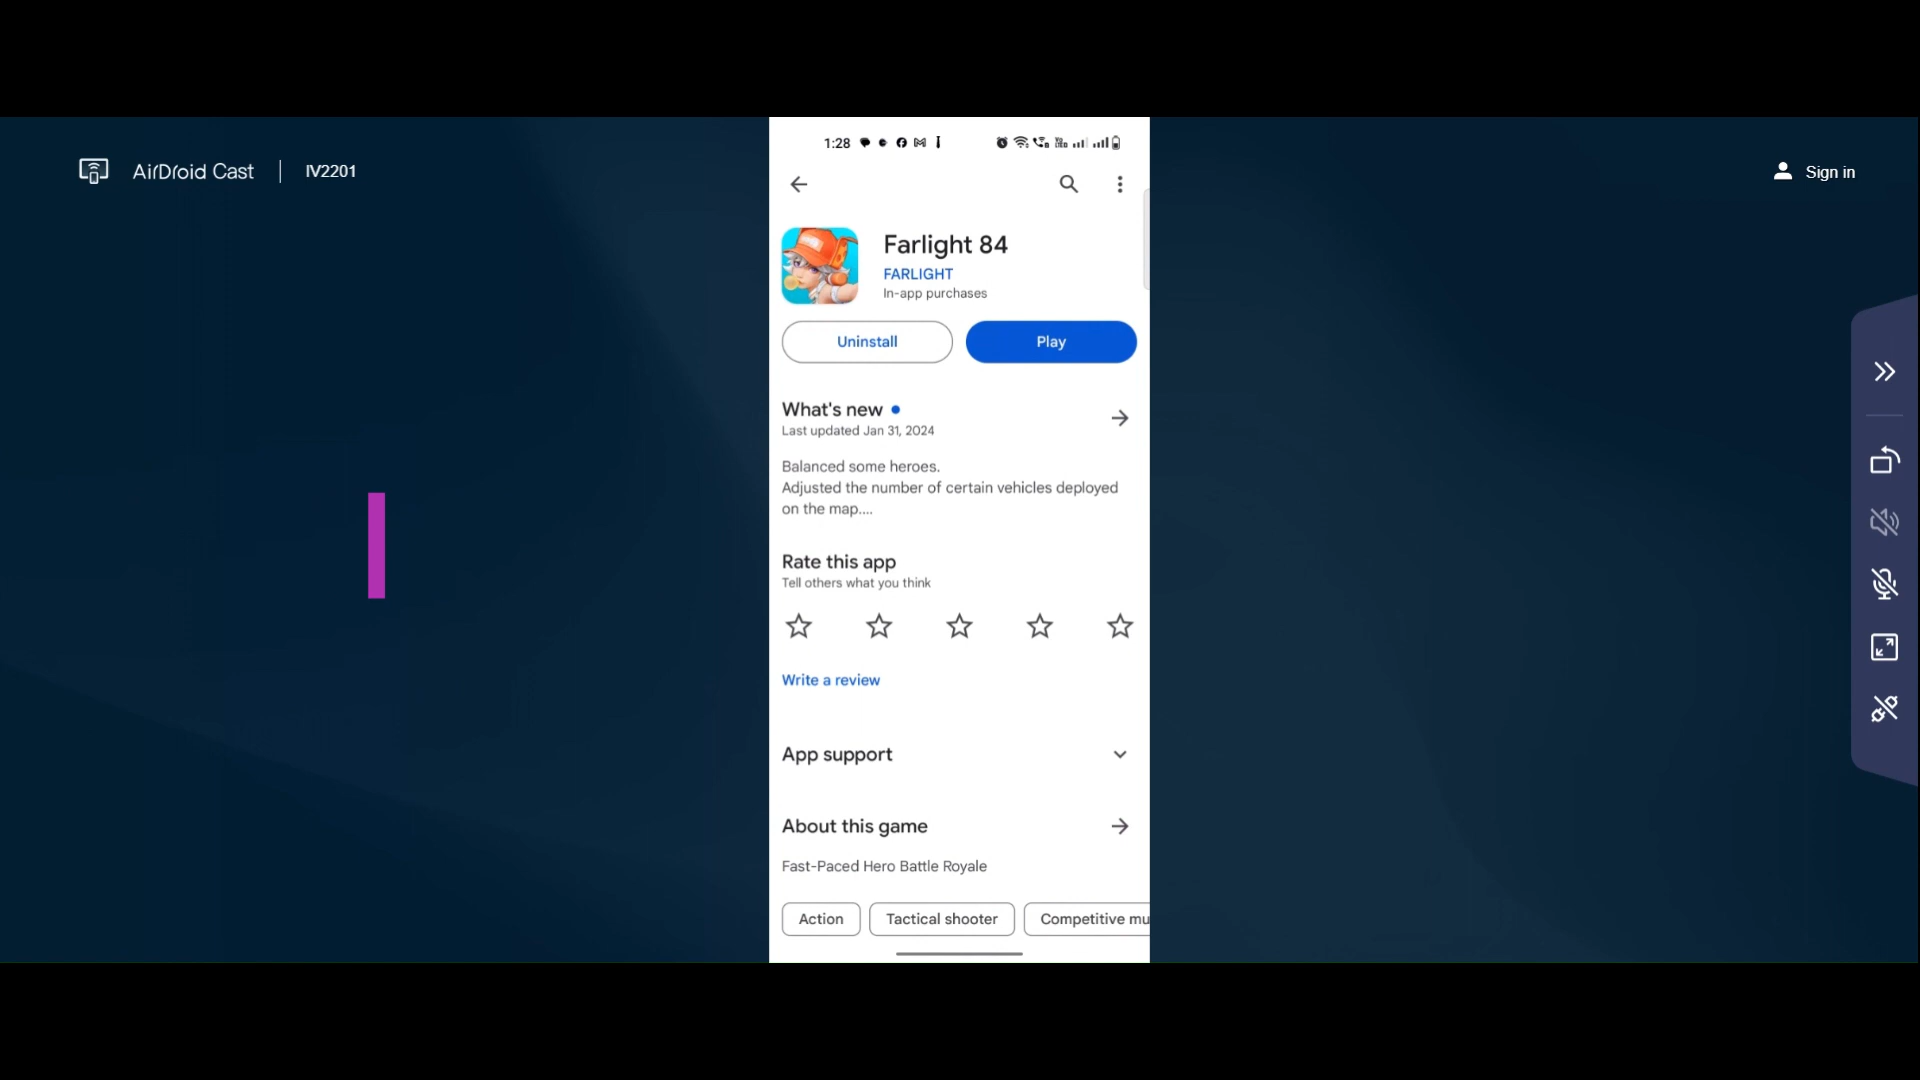 AirDroid Cast
IV2201
Sign in
1:28
Farlight 84
FARLIGHT
In-app purchases
Uninstall
Play
What's new
Last updated Jan 31, 2024
Balanced some heroes.
Adjusted the number of certain vehicles deployed
on the map....
Rate this app
Tell others what you think
Write a review
App support
About this game
Fast-Paced Hero Battle Royale
Action
Tactical shooter
Competitive mu